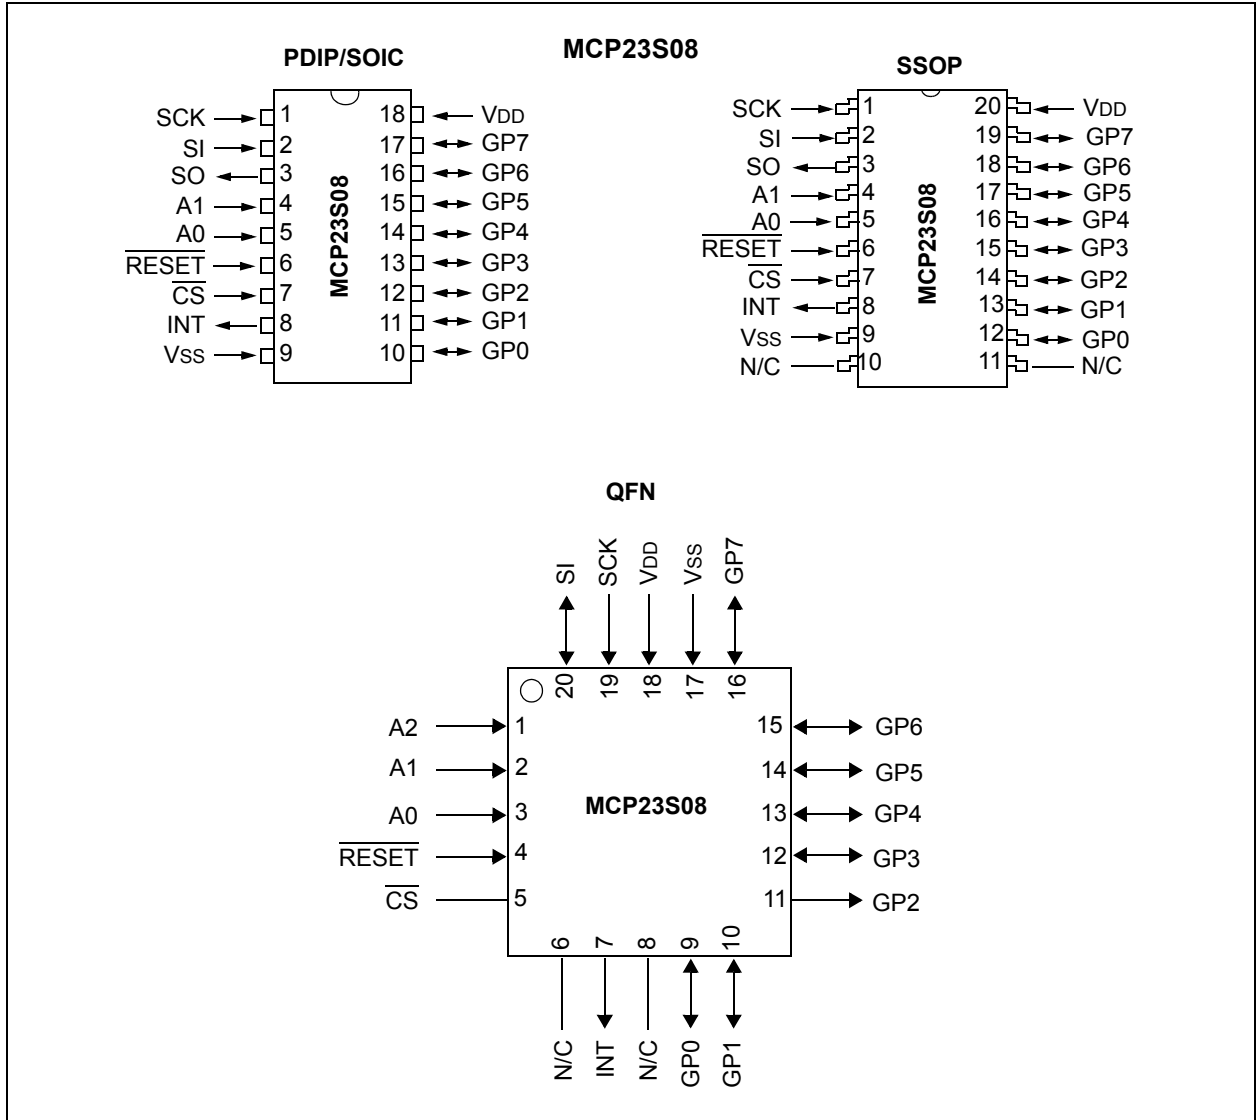 MCP23S08
PDIP/SOIC
SCK 1 18 VDD
SI 2 17 GP7
SO 3 16 GP6
A1 4 15 GP5
A0 5 14 GP4
RESET 6 13 GP3
CS 7 12 GP2
INT 8 11 GP1
VSS 9 10 GP0
MCP23S08
SSOP
SCK 1 20 VDD
SI 2 19 GP7
SO 3 18 GP6
A1 4 17 GP5
A0 5 16 GP4
RESET 6 15 GP3
CS 7 14 GP2
INT 8 13 GP1
VSS 9 12 GP0
N/C 10 11 N/C
MCP23S08
QFN
SI SCK VDD VSS GP7
20 19 18 17 16
A2 1 15 GP6
A1 2 14 GP5
A0 3 MCP23S08 13 GP4
RESET 4 12 GP3
CS 5 11 GP2
6 7 8 9 10
N/C INT N/C GP0 GP1